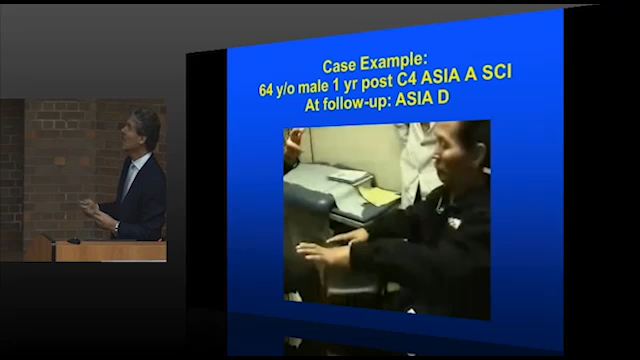 Case Example:
64 y/o male 1 yr post C4 ASIA A SCI
At follow-up: ASIA D